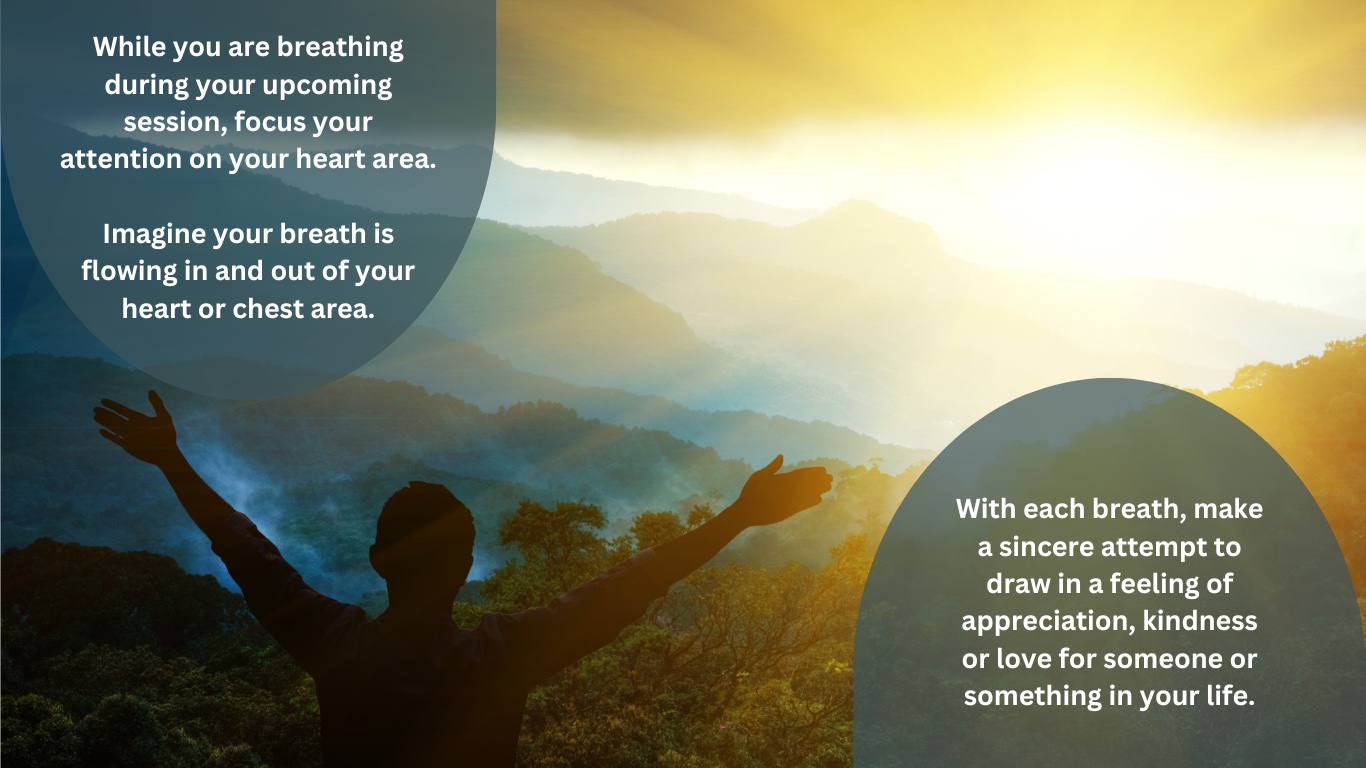 While you are breathing
during your upcoming
session, focus your
attention on your heart area.
Imagine your breath is
flowing in and out of your
heart or chest area.
With each breath, make
a sincere attempt to
draw in a feeling of
appreciation, kindness
or love for someone or
something in your life.